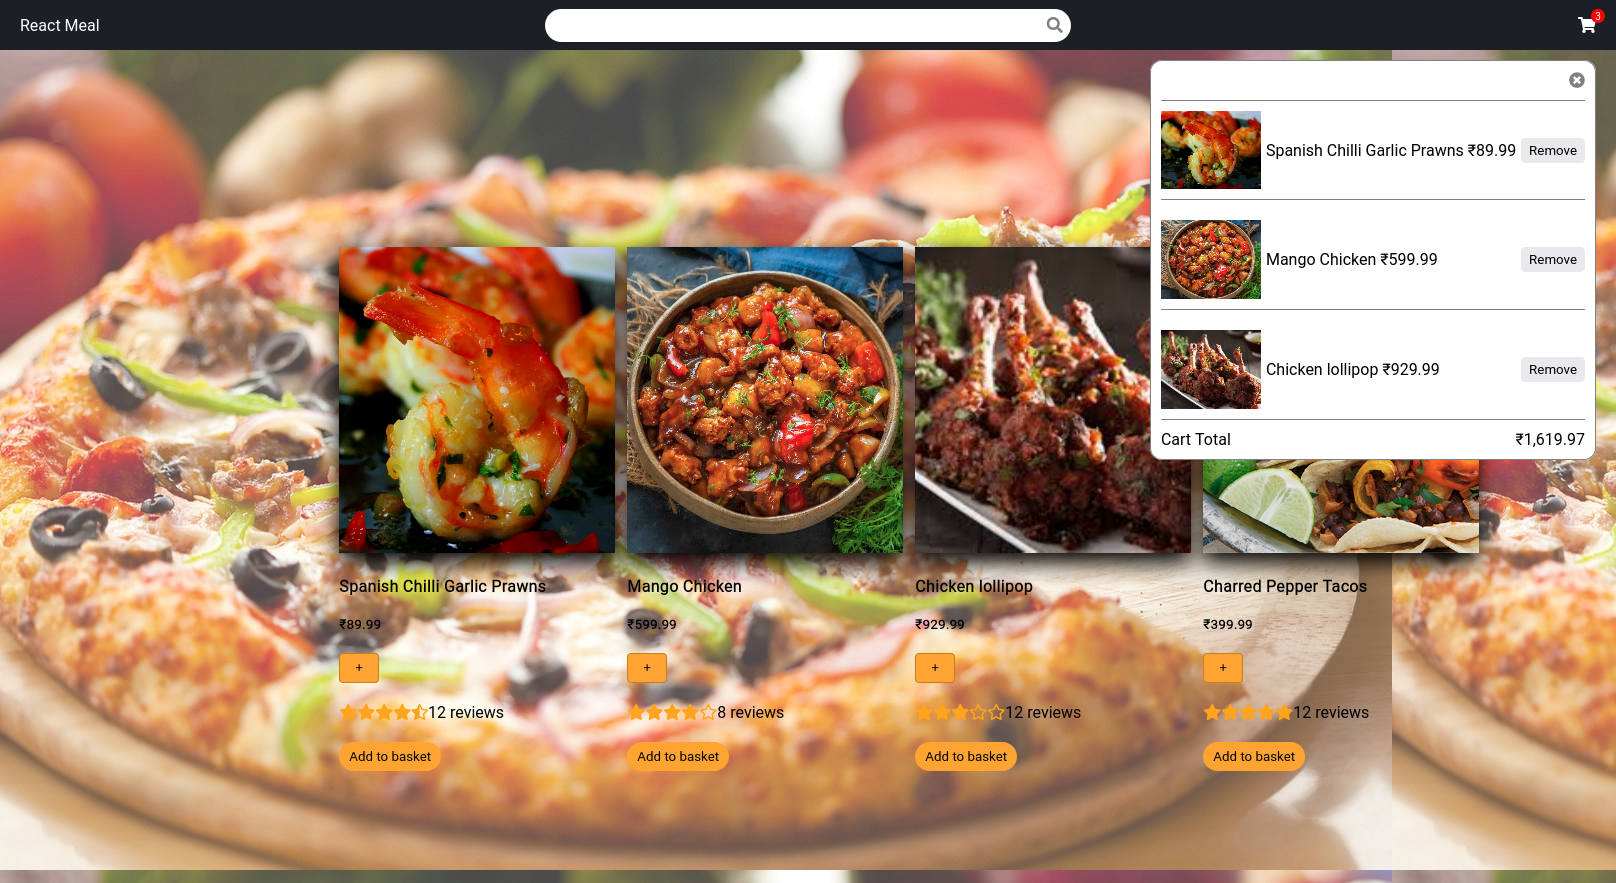 React Meal
3
Spanish Chilli Garlic Prawns ₹89.99 Remove
Mango Chicken ₹599.99 Remove
Chicken lollipop ₹929.99 Remove
Cart Total ₹1,619.97
Spanish Chilli Garlic Prawns
₹89.99
+
12 reviews
Add to basket
Mango Chicken
₹599.99
+
8 reviews
Add to basket
Chicken lollipop
₹929.99
+
12 reviews
Add to basket
Charred Pepper Tacos
₹399.99
+
12 reviews
Add to basket